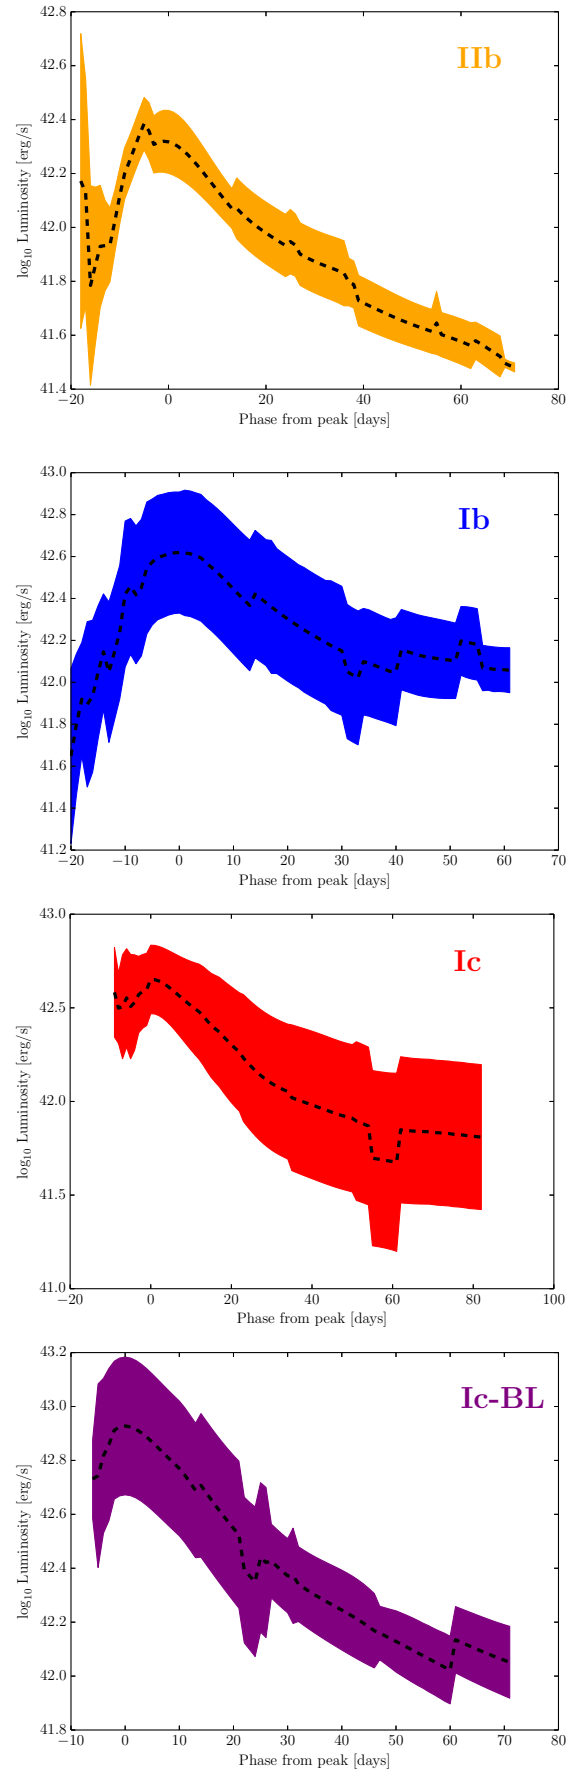 42.8
42.6
42.4
42.2
42.0
41.8
41.6
41.4
log10 Luminosity [erg/s]
IIb
−20 0 20 40 60 80
Phase from peak [days]
43.0
42.8
42.6
42.4
42.2
42.0
41.8
41.6
41.4
41.2
log10 Luminosity [erg/s]
Ib
−20 −10 0 10 20 30 40 50 60 70
Phase from peak [days]
43.0
42.5
42.0
41.5
41.0
log10 Luminosity [erg/s]
Ic
−20 0 20 40 60 80 100
Phase from peak [days]
43.2
43.0
42.8
42.6
42.4
42.2
42.0
41.8
log10 Luminosity [erg/s]
Ic-BL
−10 0 10 20 30 40 50 60 70 80
Phase from peak [days]